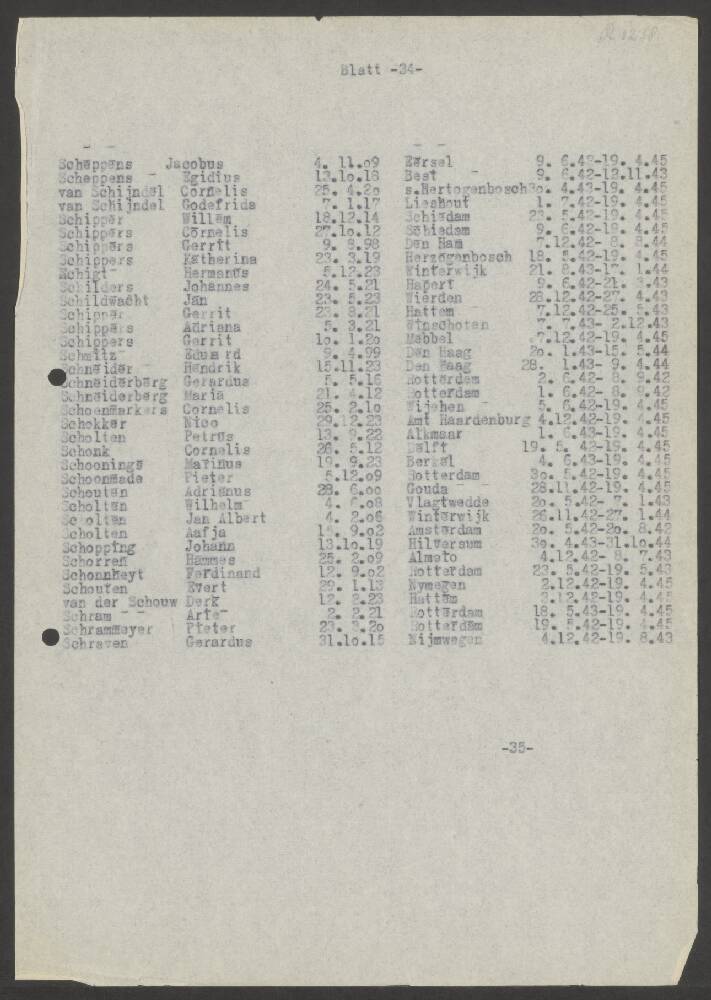 Blatt -34-
Scheppens Jacobus 4. 11.o9 Eersel 9. 6.42-19. 4.45
Scheppens Egidius 13.1o.18 Best 9. 6.42-12.11.43
van Schijndel Cornelis 25. 4.2o s.Hertogenbosch 3o. 4.43-19. 4.45
van Schijndel Godefrida 7. 1.17 Lieshout 1. 7.42-19. 4.45
Schipper Willem 18.12.14 Schiedam 23. 5.42-19. 4.45
Schippers Cornelis 27.1o.12 Schiedam 9. 6.42-18. 4.45
Schippers Gerrit 9. 8.98 Den Ham 7.12.42- 8. 8.44
Schippers Katherina 23. 3.19 Herzogenbosch 18. 5.42-19. 4.45
Schigt Hermanus 5.12.23 Winterwijk 21. 8.43-17. 1.44
Schilders Johannes 24. 5.21 Hapert 9. 6.42-21. 3.43
Schildwacht Jan 23. 5.23 Wierden 28.12.42-27. 4.43
Schipper Gerrit 23. 8.21 Hattem 7.12.42-25. 5.43
Schippers Adriana 5. 3.21 Winschoten 7. 7.43- 2.12.43
Schippers Gerrit 1o. 1.2o Mebbel 7.12.42-19. 4.45
Schmitz Eduard 9. 4.99 Den Haag 2o. 1.43-15. 5.44
Schneider Hendrik 15.11.23 Den Haag 28. 1.43- 9. 4.44
Schneiderberg Gerardus 5. 5.16 Rotterdam 2. 6.42- 8. 9.42
Schneiderberg Maria 21. 4.12 Rotterdam 1. 6.42- 8. 9.42
Schoenmarkers Cornelis 25. 2.1o Wijchen 5. 6.42-19. 4.45
Schokker Nico 29.12.23 Amt Haardenburg 4.12.42-19. 4.45
Scholten Petrus 13. 9.22 Alkmaar 1. 6.43-19. 4.45
Schonk Cornelis 26. 5.12 Delft 19. 5. 42-19. 4.45
Schoonings Marinus 19. 9.23 Berkel 4. 6.43-19. 4.45
Schoonmade Pieter 5.12.o9 Rotterdam 3o. 5.42-19. 4.45
Schouten Adrianus 28. 6.oo Gouda 28.11.42-19. 4.45
Scholten Wilhelm 4. 6.o8 Vlagtwedde 2o. 5.42- 7. 1.43
Scholten Jan Albert 4. 2.o6 Winterwijk 26.11.42-27. 1.44
Scholten Aafja 15. 9.o2 Amsterdam 2o. 5.42-2o. 8.42
Schopping Johann 13.1o.19 Hilversum 3o. 4.43-31.1o.44
Schorren Hammes 25. 2.o9 Almelo 4.12.42- 8. 7.43
Schonnheyt Ferdinand 12. 9.o2 Rotterdam 23. 5.42-19. 5.43
Schouten Evert 29. 1.13 Nymegen 2.12.42-19. 4.45
van der Schouw Derk 12. 2.23 Hattem 3.12.42-19. 4.45
Schram Arie 2. 2.21 Rotterdam 18. 5.43-19. 4.45
Schrammeyer Pieter 23. 3.2o Rotterdam 19. 5.42-19. 4.45
Schraven Gerardus 31.1o.15 Nijmwegen 4.12.42-19. 8.43
-35-